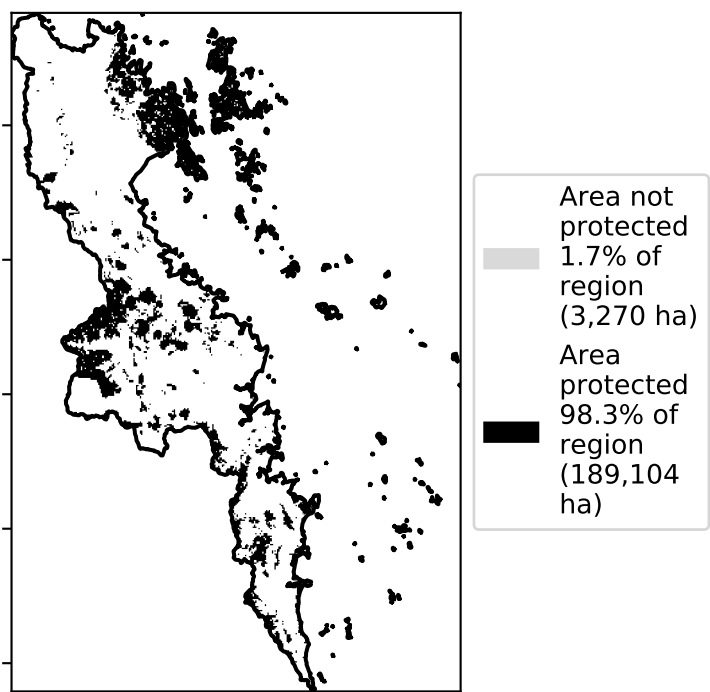 Area not
protected
1.7% of
region
(3,270 ha)
Area
protected
98.3% of
region
(189,104
ha)